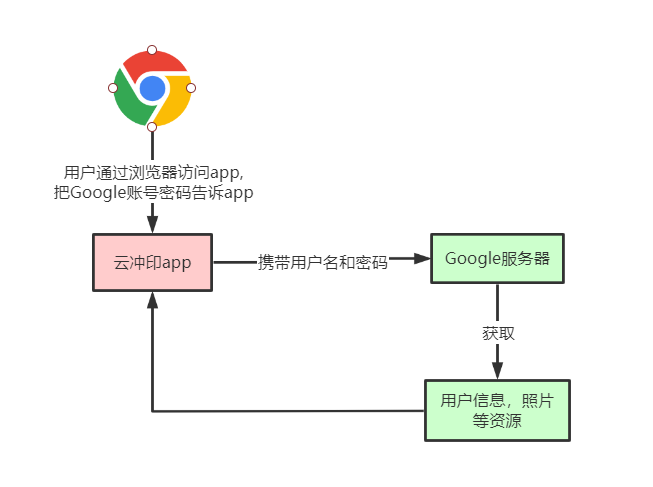 用户通过浏览器访问app,
把Google账号密码告诉app
云冲印app
携带用户名和密码
Google服务器
获取
用户信息，照片
等资源